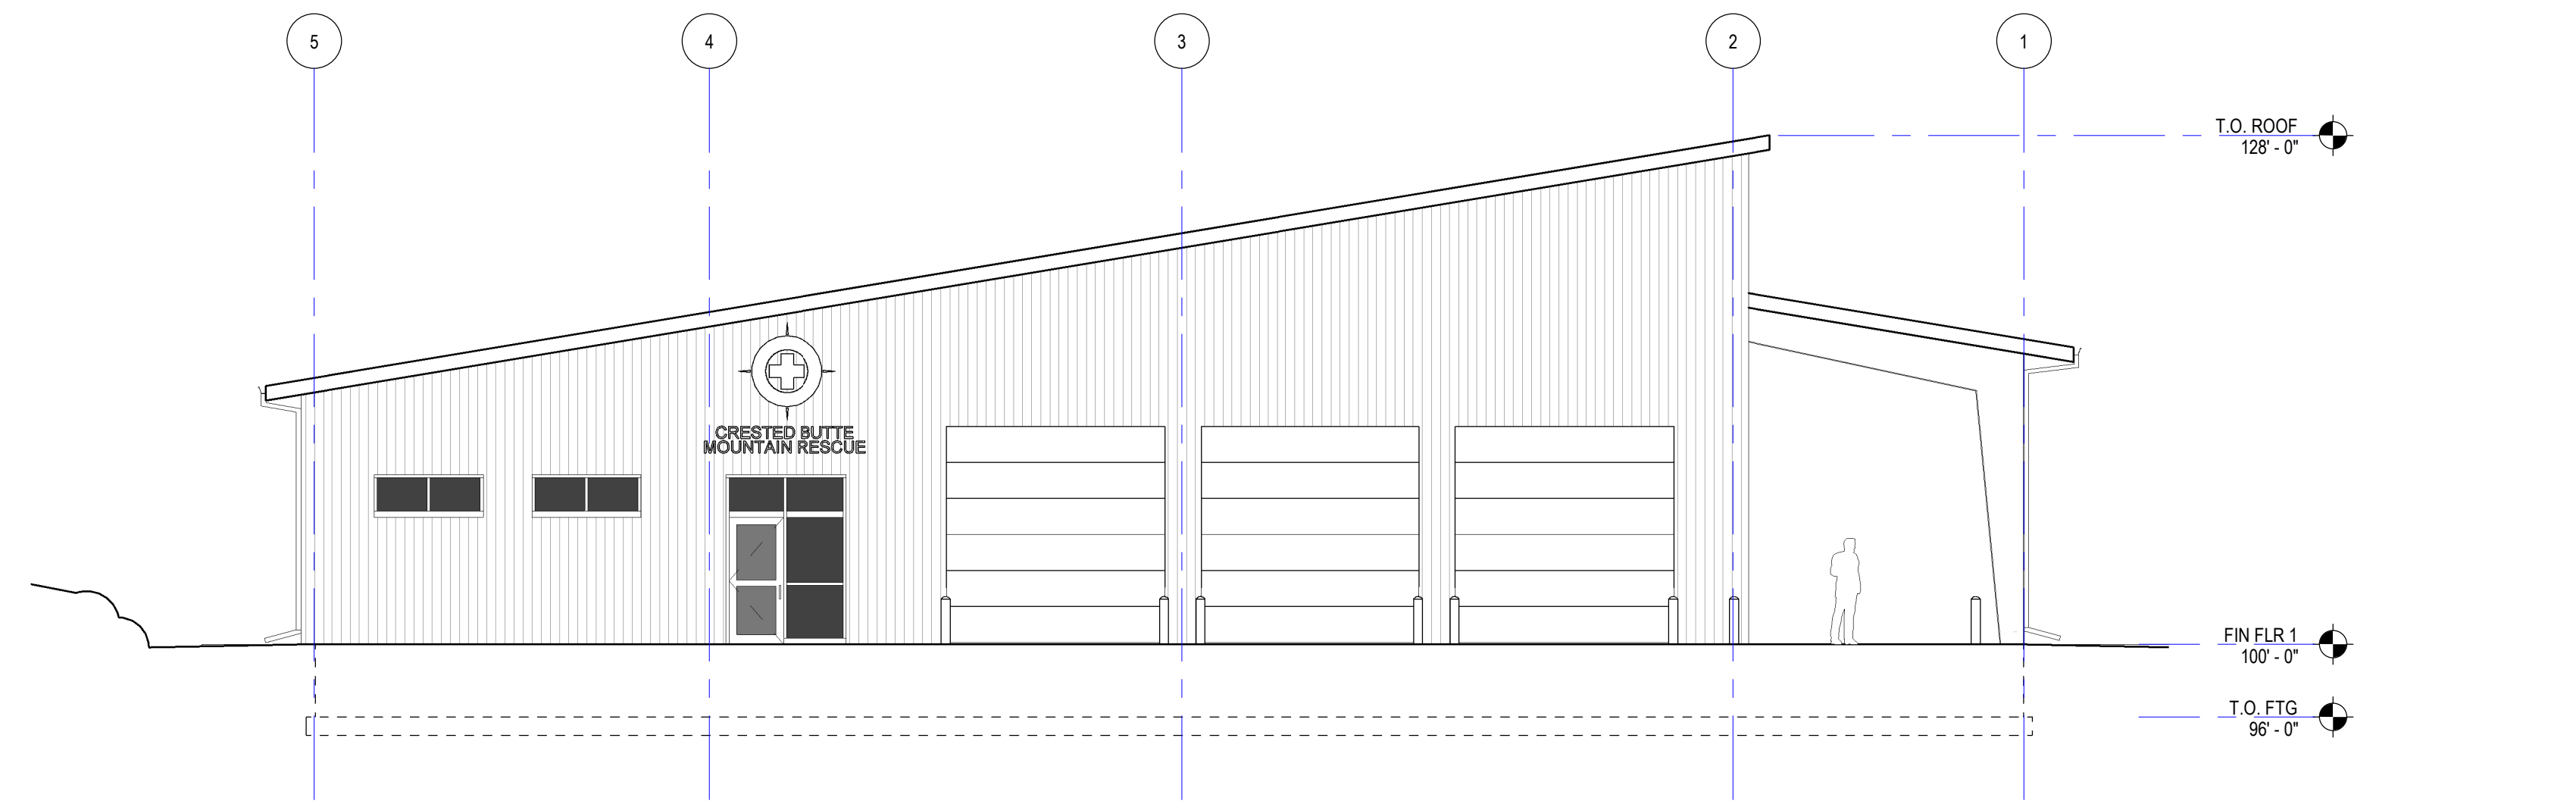 5
4
3
2
1
T.O. ROOF
128' - 0"
CRESTED BUTTE
MOUNTAIN RESCUE
FIN FLR 1
100' - 0"
T.O. FTG
96' - 0"